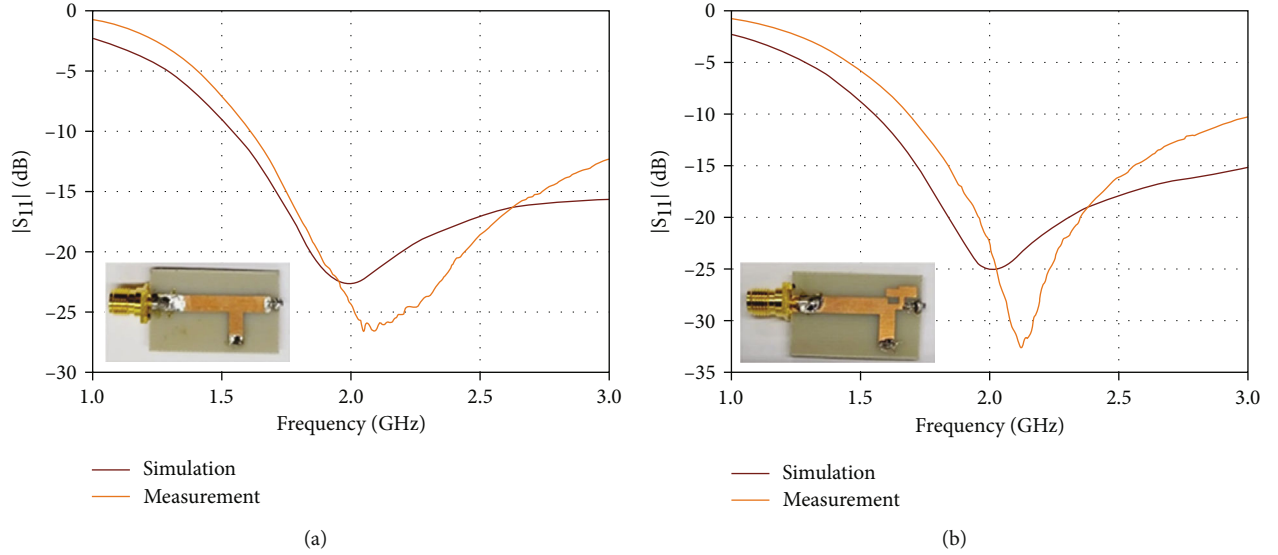 0
−5
−10
−15
−20
−25
−30
|S11| (dB)
1.0 1.5 2.0 2.5 3.0
Frequency (GHz)
Simulation
Measurement
(a)
0
−5
−10
−15
−20
−25
−30
−35
|S11| (dB)
1.0 1.5 2.0 2.5 3.0
Frequency (GHz)
Simulation
Measurement
(b)